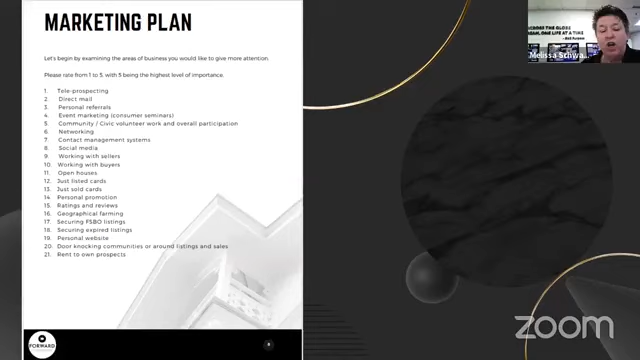 MARKETING PLAN
Let's begin by examining the areas of business you would like to give more attention.
Please rate from 1 to 5, with 5 being the highest level of importance.
1. Tele-prospecting
2. Direct mail
3. Personal referrals
4. Event marketing (consumer seminars)
5. Community / Civic volunteer work and overall participation
6. Networking
7. Contact management systems
8. Social media
9. Working with sellers
10. Working with buyers
11. Open houses
12. Just listed cards
13. Just sold cards
14 Personal promotion
15. Ratings and reviews
16. Geographical farming
17. Securing FSBO listings
18. Securing expired listings
19. Personal website
20. Door knocking communities or around listings and sales
21. Rent to own prospects
FORWARD
Melissa Schwa...
zoom